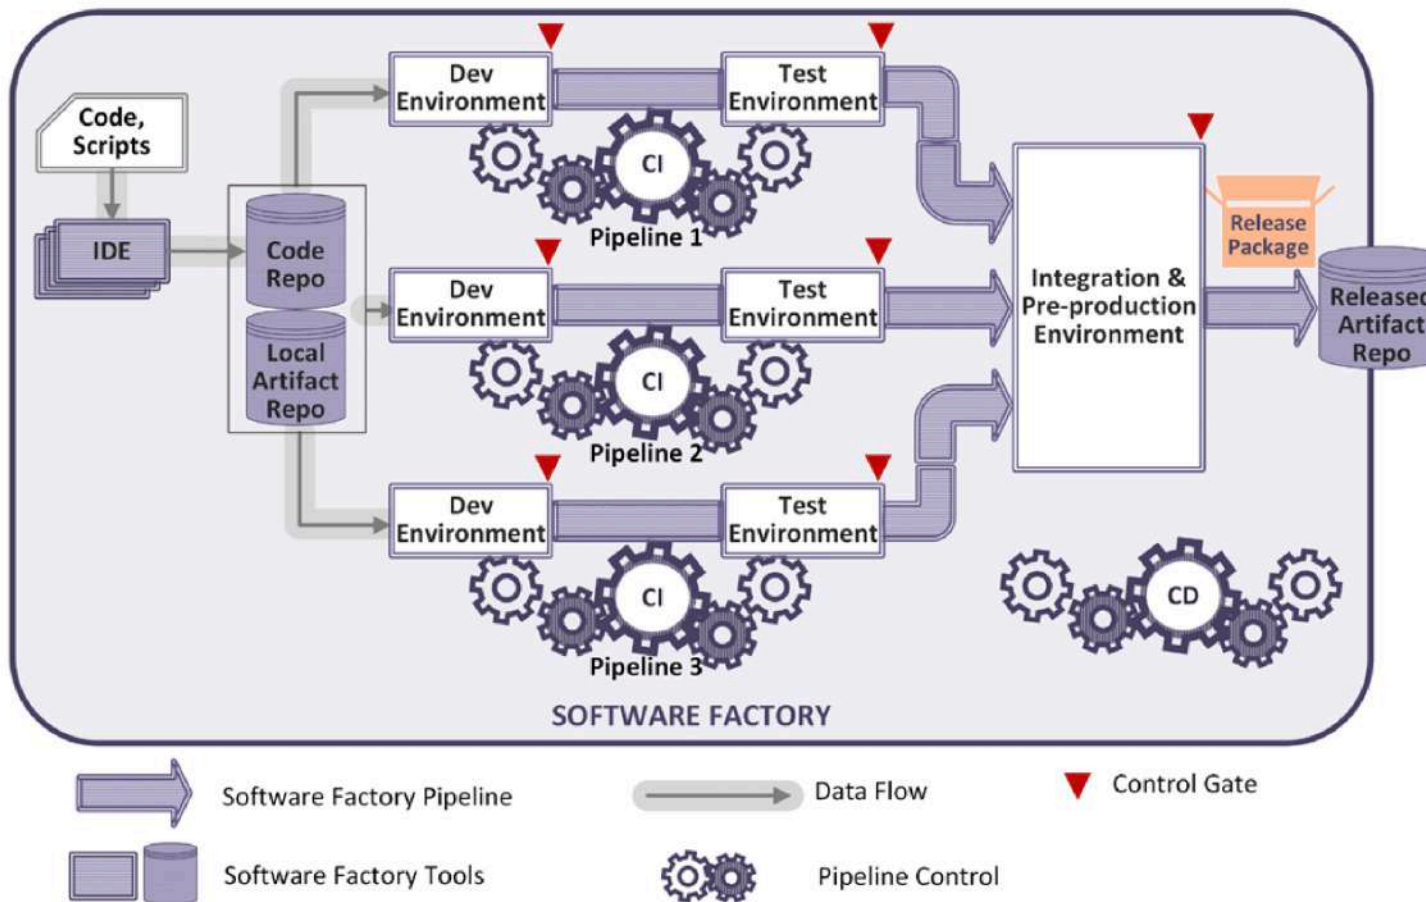 Code,
Scripts
IDE
Code
Repo
Local
Artifact
Repo
Dev
Environment
Test
Environment
CI
Pipeline 1
Dev
Environment
Test
Environment
CI
Pipeline 2
Dev
Environment
Test
Environment
CI
Pipeline 3
Integration &
Pre-production
Environment
Release
Package
Released
Artifact
Repo
CD
SOFTWARE FACTORY
Software Factory Pipeline
Data Flow
Control Gate
Software Factory Tools
Pipeline Control